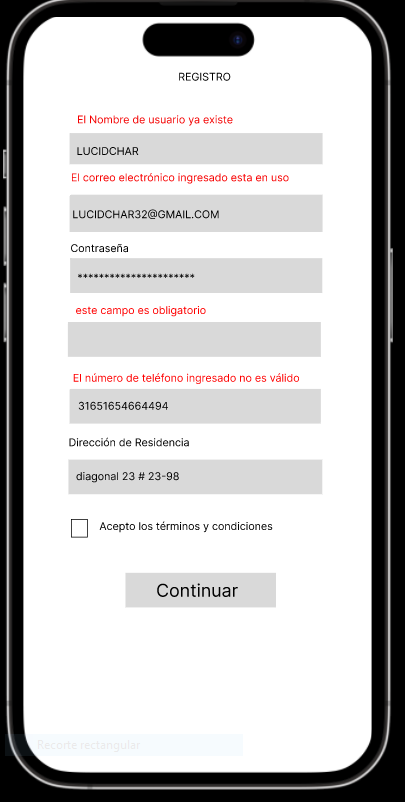 REGISTRO
El Nombre de usuario ya existe
LUCIDCHAR
El correo electrónico ingresado esta en uso
LUCIDCHAR32@GMAIL.COM
Contraseña
**********************
este campo es obligatorio
El número de teléfono ingresado no es válido
31651654664494
Dirección de Residencia
diagonal 23 # 23-98
Acepto los términos y condiciones
Continuar
Recorte rectangular